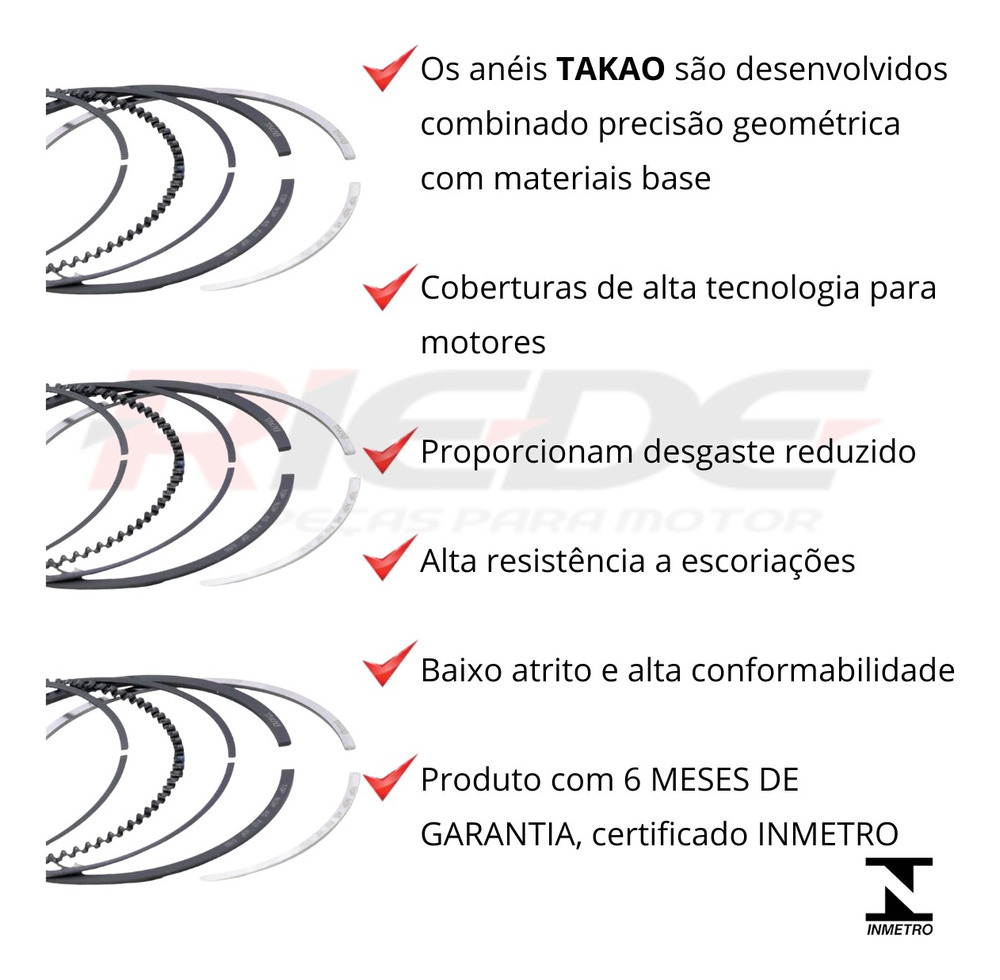 Os anéis TAKAO são desenvolvidos
combinado precisão geométrica
com materiais base
Coberturas de alta tecnologia para
motores
RIEDE
Proporcionam desgaste reduzido
PEÇAS PARA MOTOR
Alta resistência a escoriações
Baixo atrito e alta conformabilidade
Produto com 6 MESES DE
GARANTIA, certificado INMETRO
INMETRO